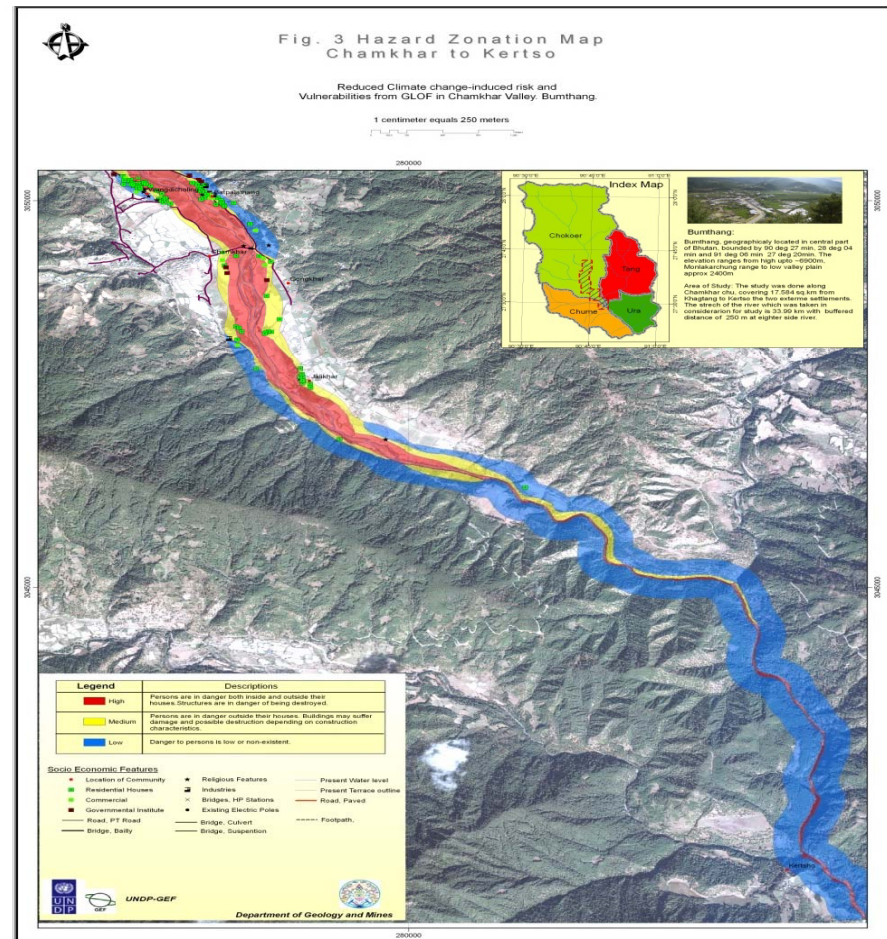 Fig. 3 Hazard Zonation Map
Chamkhar to Kertso
Reduced Climate change-induced risk and
Vulnerabilities from GLOF in Chamkhar Valley. Bumthang.
1 centimeter equals 250 meters
280000
3050000
3050000
Chamkhar
Jalikhar
Index Map
Chokoer
Tang
Chume
Ura
Bumthang:
Bumthang, geographicaly located in central part
of Bhutan, bounded by 90 deg 27 min, 28 deg 04
min and 91 deg 06 min 27 deg 20min. The
elevation ranges from high upto ~6900m.
Monlakarchung range to low valley plain
approx 2400m
Area of Study: The study was done along
Chamkhar chu, covering 17.584 sq.km from
Khagtang to Kertso the two exterme settlements.
The strech of the river which was taken in
considerarion for study is 33.99 km with buffered
distance of 250 m at eighter side river.
3045000
3045000
Legend
Descriptions
High
Persons are in danger both inside and outside their
houses.Structures are in danger of being destroyed.
Medium
Persons are in danger outside their houses. Buildings may suffer
damage and possible destruction depending on construction
characteristics.
Low
Danger to persons is low or non-existent.
Socio Economic Features
Location of Community
Residential Houses
Commercial
Governmental Institute
Road, PT Road
Bridge, Bailly
Religious Features
Industries
Bridges, HP Stations
Existing Electric Poles
Bridge, Culvert
Bridge, Suspention
Present Water level
Present Terrace outline
Road, Paved
Footpath,
UNDP
GEF
UNDP-GEF
Department of Geology and Mines
280000